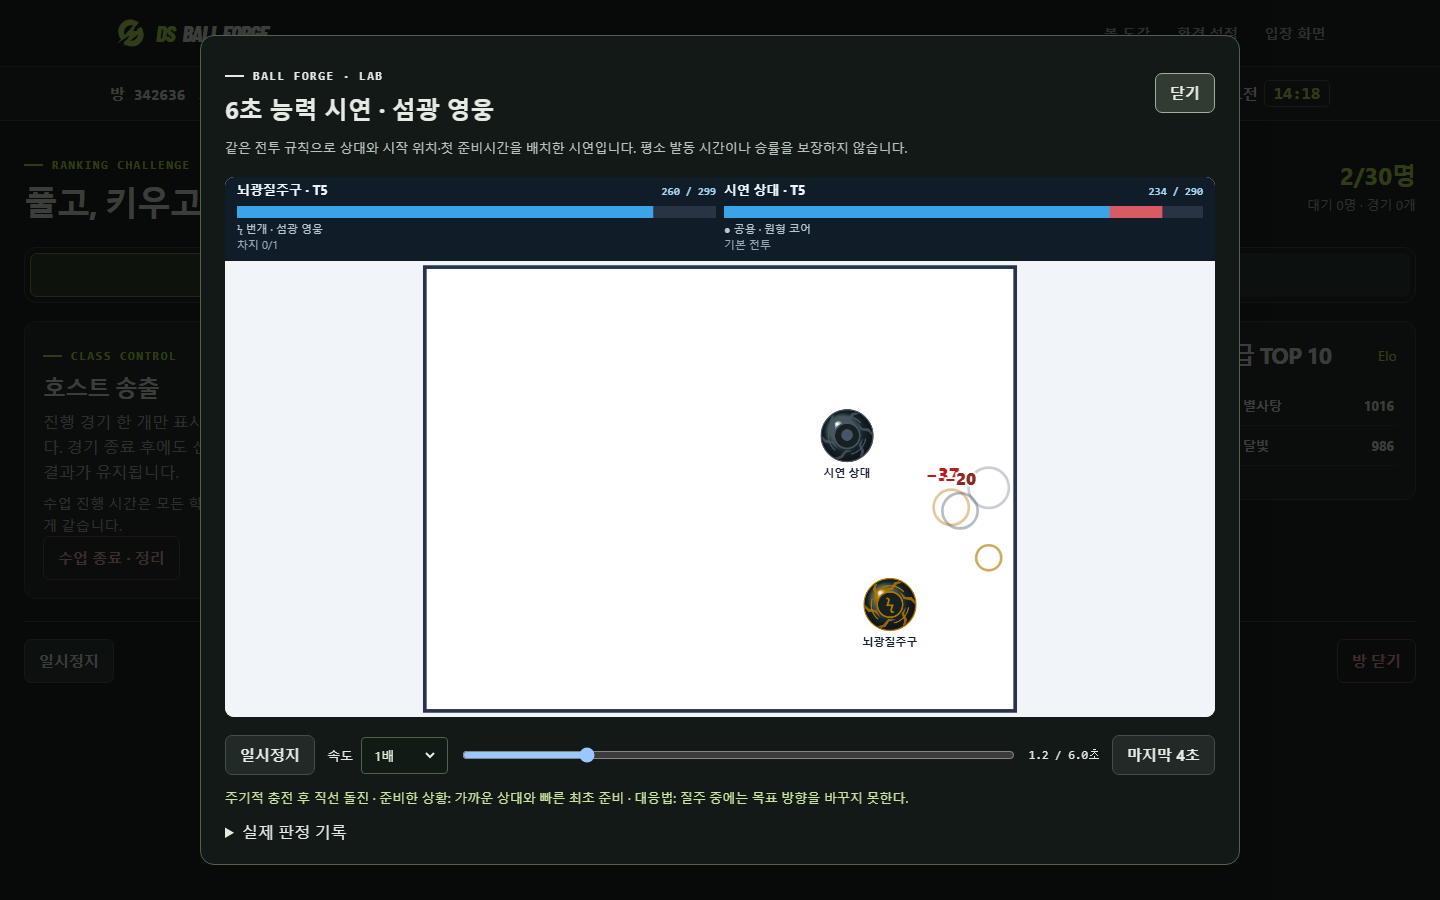 DS BALL FORGE
볼 도감 환경 설정 입장 화면
방 342636
전 14:18
BALL FORGE · LAB
6초 능력 시연 · 섬광 영웅
닫기
같은 전투 규칙으로 상대와 시작 위치·첫 준비시간을 배치한 시연입니다. 평소 발동 시간이나 승률을 보장하지 않습니다.
RANKING CHALLENGE
풀고, 키우고
2/30명
대기 0명 · 경기 0개
뇌광질주구 · T5 260 / 299
ϟ 번개 · 섬광 영웅
차지 0/1
시연 상대 · T5 234 / 290
● 공용 · 원형 코어
기본 전투
시연 상대
−37
−20
뇌광질주구
CLASS CONTROL
호스트 송출
진행 경기 한 개만 표시
다. 경기 종료 후에도
결과가 유지됩니다.
수업 진행 시간은 모든
게 같습니다.
수업 종료 · 정리
급 TOP 10 Elo
별사탕 1016
달빛 986
일시정지
방 닫기
일시정지 속도 1배 1.2 / 6.0초 마지막 4초
주기적 충전 후 직선 돌진 · 준비한 상황: 가까운 상대와 빠른 최초 준비 · 대응법: 질주 중에는 목표 방향을 바꾸지 못한다.
▶ 실제 판정 기록